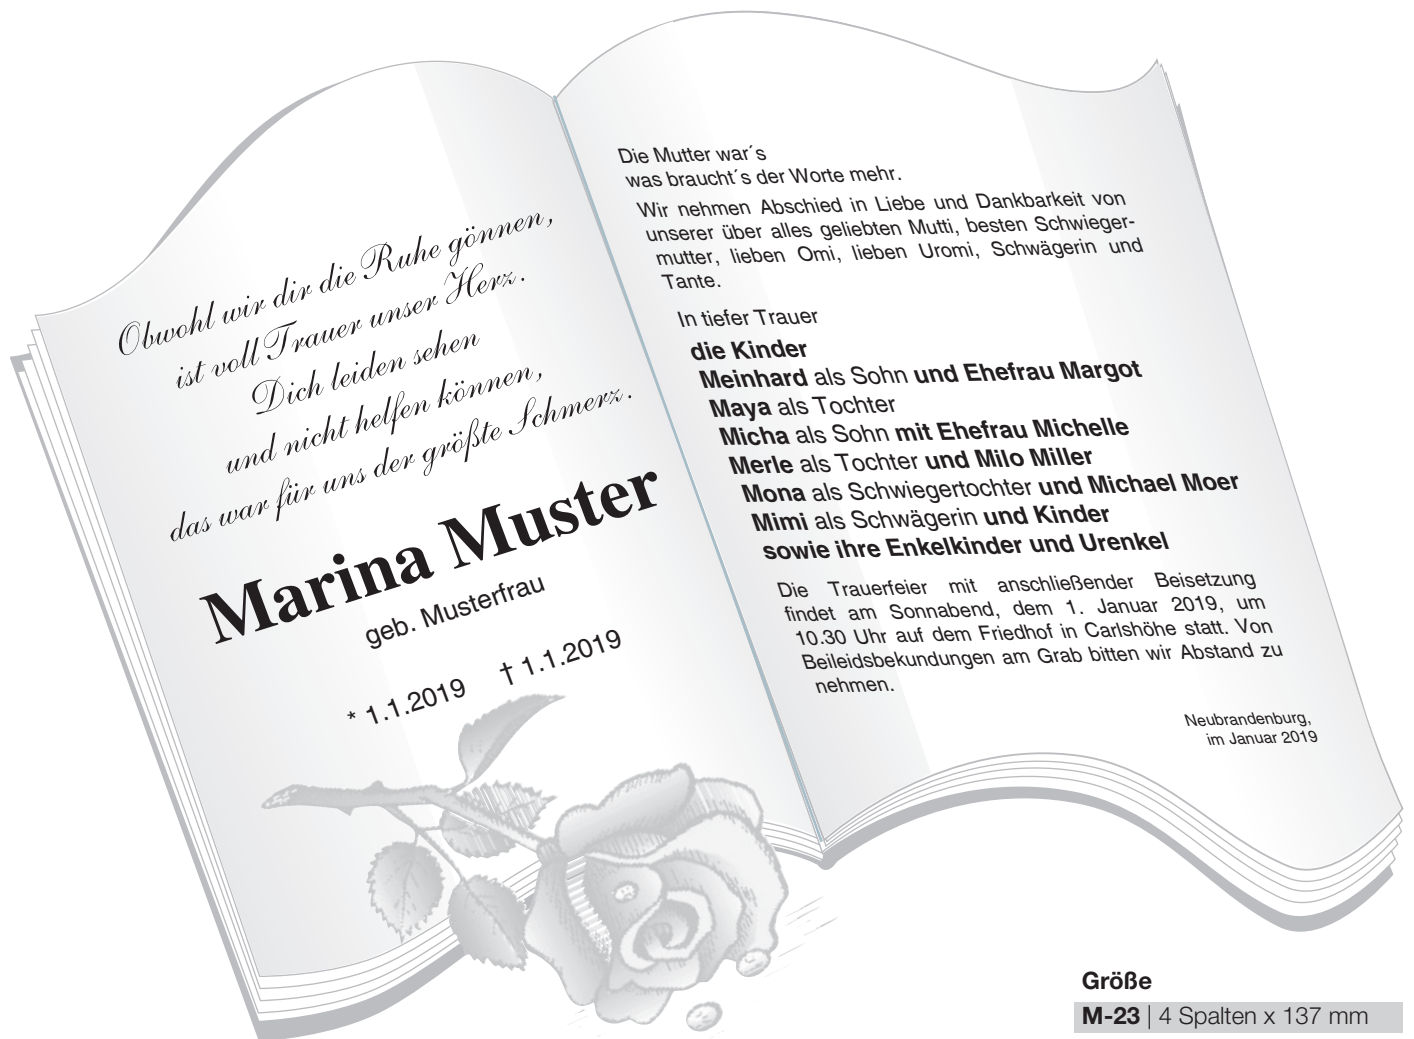 Obwohl wir dir die Ruhe gönnen,
ist voll Trauer unser Herz.
Dich leiden sehen
und nicht helfen können,
das war für uns der größte Schmerz.
Marina Muster
geb. Musterfrau
* 1.1.2019 † 1.1.2019
Die Mutter war´s
was braucht´s der Worte mehr.
Wir nehmen Abschied in Liebe und Dankbarkeit von
unserer über alles geliebten Mutti, besten Schwieger-
mutter, lieben Omi, lieben Uromi, Schwägerin und
Tante.
In tiefer Trauer
die Kinder
Meinhard als Sohn und Ehefrau Margot
Maya als Tochter
Micha als Sohn mit Ehefrau Michelle
Merle als Tochter und Milo Miller
Mona als Schwiegertochter und Michael Moer
Mimi als Schwägerin und Kinder
sowie ihre Enkelkinder und Urenkel
Die Trauerfeier mit anschließender Beisetzung
findet am Sonnabend, dem 1. Januar 2019, um
10.30 Uhr auf dem Friedhof in Carlshöhe statt. Von
Beileidsbekundungen am Grab bitten wir Abstand zu
nehmen.
Neubrandenburg,
im Januar 2019
Größe
M-23 | 4 Spalten x 137 mm